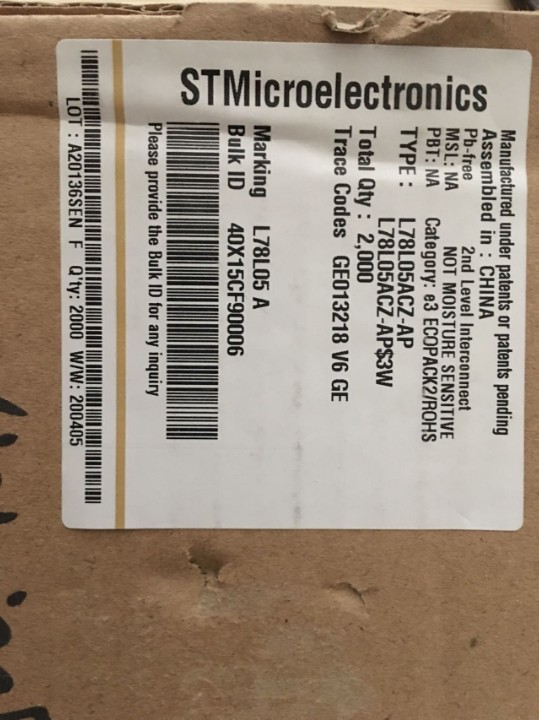 Manufactured under patents or patents pending
Assembled in : CHINA
Pb-free 2nd Level Interconnect
MSL: NA NOT MOISTURE SENSITIVE
PBT: NA Category: e3 ECOPACK2/ROHS
TYPE : L78L05ACZ-AP
L78L05ACZ-AP$3W
Total Qty : 2,000
Trace Codes GE013218 V6 GE
STMicroelectronics
Marking L78L05 A
Bulk ID 40X15CF90006
Please provide the Bulk ID for any inquiry
LOT : A20136SEN F Q'ty: 2000 W/W: 200405